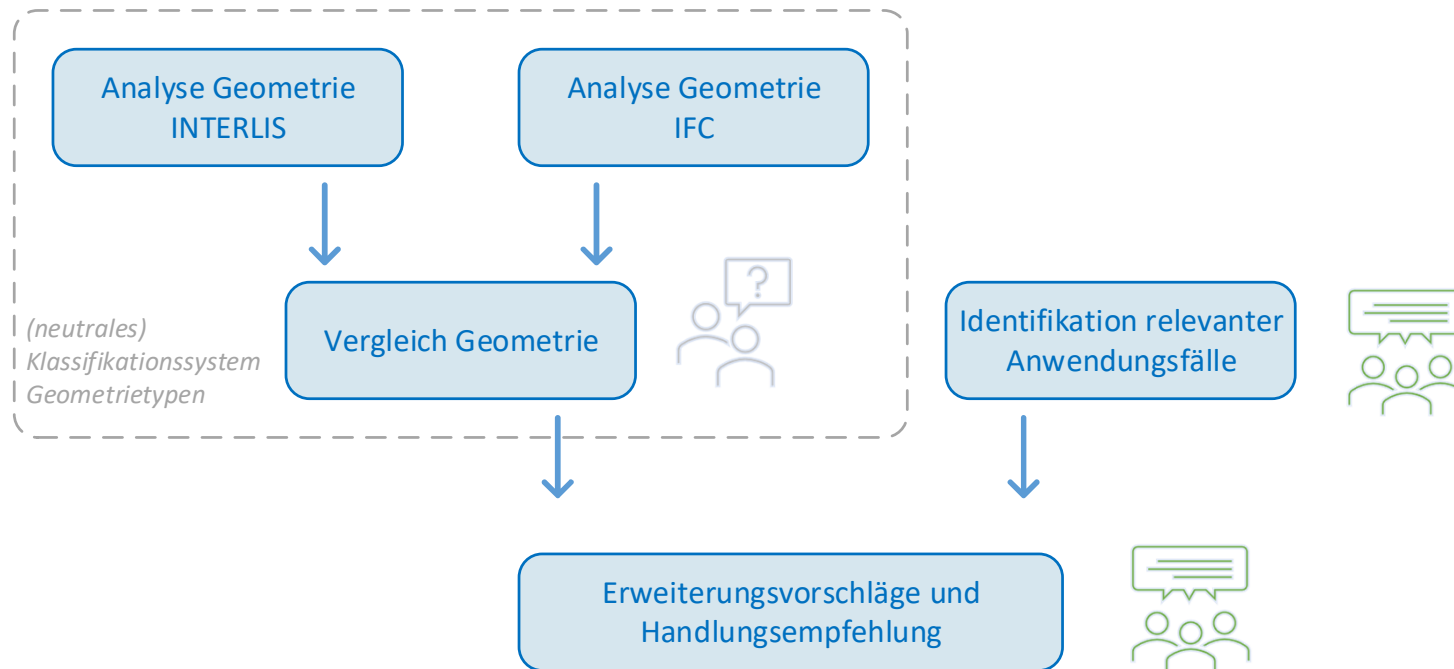 Analyse Geometrie
INTERLIS
Analyse Geometrie
IFC
?
(neutrales)
Klassifikationssystem
Geometrietypen
Vergleich Geometrie
Identifikation relevanter
Anwendungsfälle
Erweiterungsvorschläge und
Handlungsempfehlung